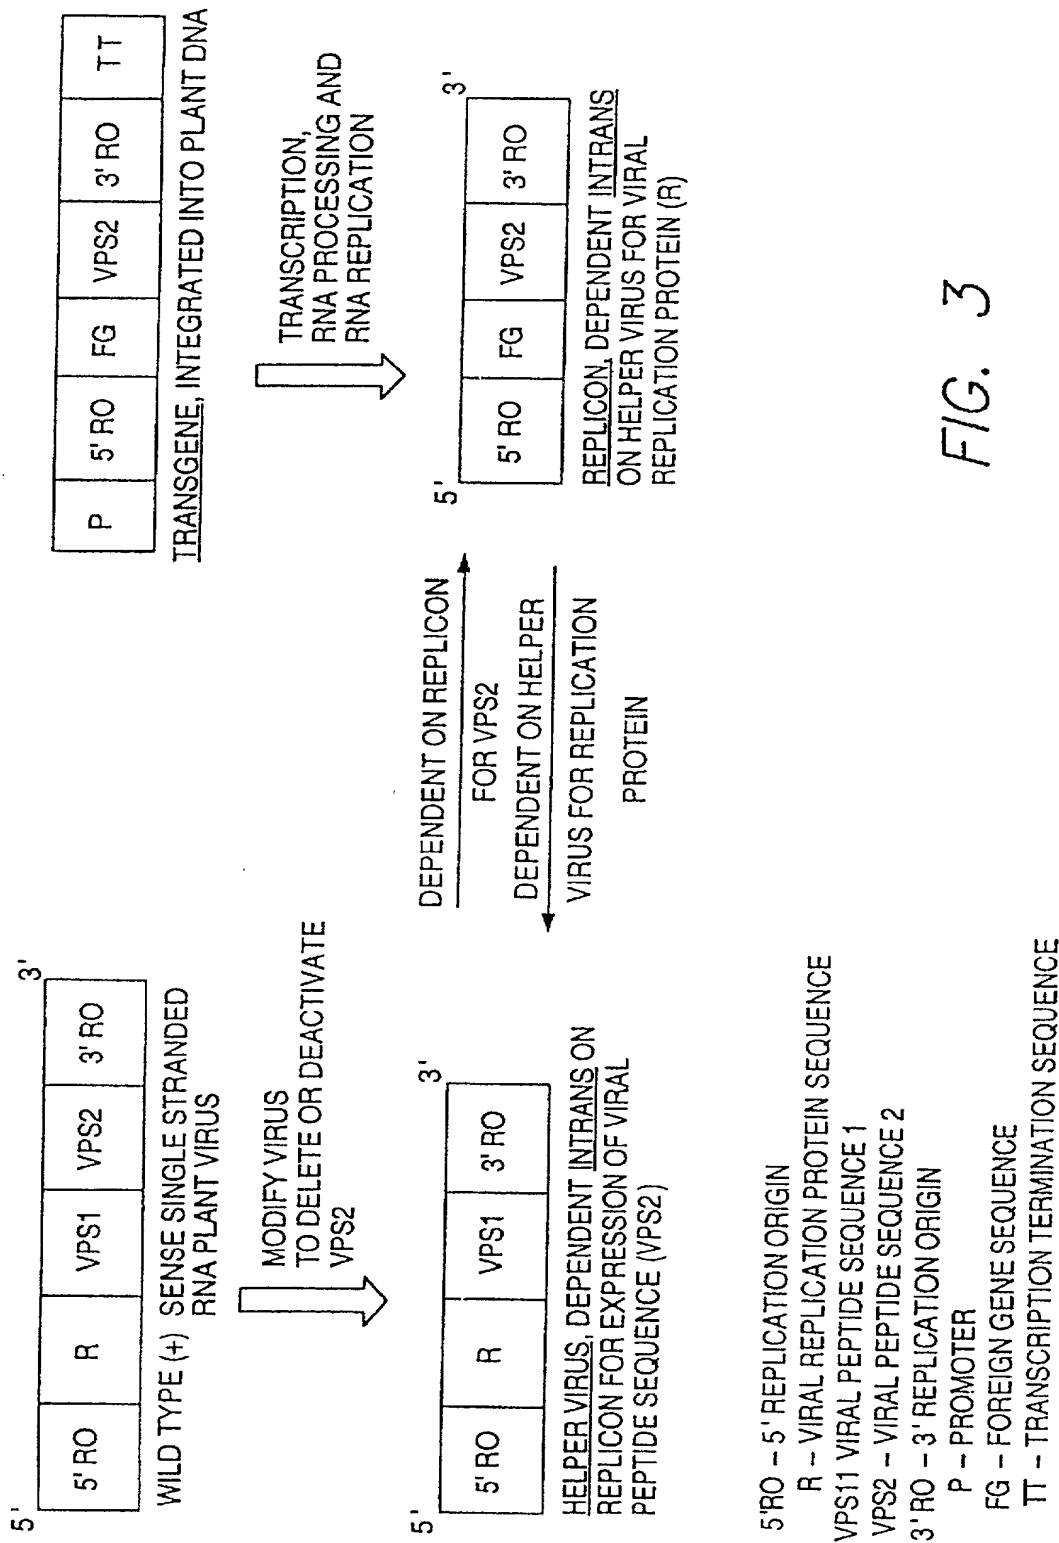 5' 3'
5' RO R VPS1 VPS2 3' RO
WILD TYPE (+) SENSE SINGLE STRANDED
RNA PLANT VIRUS
MODIFY VIRUS
TO DELETE OR DEACTIVATE
VPS2
5' 3'
5' RO R VPS1 3' RO
HELPER VIRUS, DEPENDENT INTRANS ON
REPLICON FOR EXPRESSION OF VIRAL
PEPTIDE SEQUENCE (VPS2)
P 5' RO FG VPS2 3' RO TT
TRANSGENE, INTEGRATED INTO PLANT DNA
TRANSCRIPTION,
RNA PROCESSING AND
RNA REPLICATION
5' 3'
5' RO FG VPS2 3' RO
REPLICON, DEPENDENT INTRANS
ON HELPER VIRUS FOR VIRAL
REPLICATION PROTEIN (R)
DEPENDENT ON REPLICON
FOR VPS2
DEPENDENT ON HELPER
VIRUS FOR REPLICATION
PROTEIN
5'RO – 5' REPLICATION ORIGIN
R – VIRAL REPLICATION PROTEIN SEQUENCE
VPS11 VIRAL PEPTIDE SEQUENCE 1
VPS2 – VIRAL PEPTIDE SEQUENCE 2
3'RO – 3' REPLICATION ORIGIN
P – PROMOTER
FG – FOREIGN GENE SEQUENCE
TT – TRANSCRIPTION TERMINATION SEQUENCE
FIG. 3